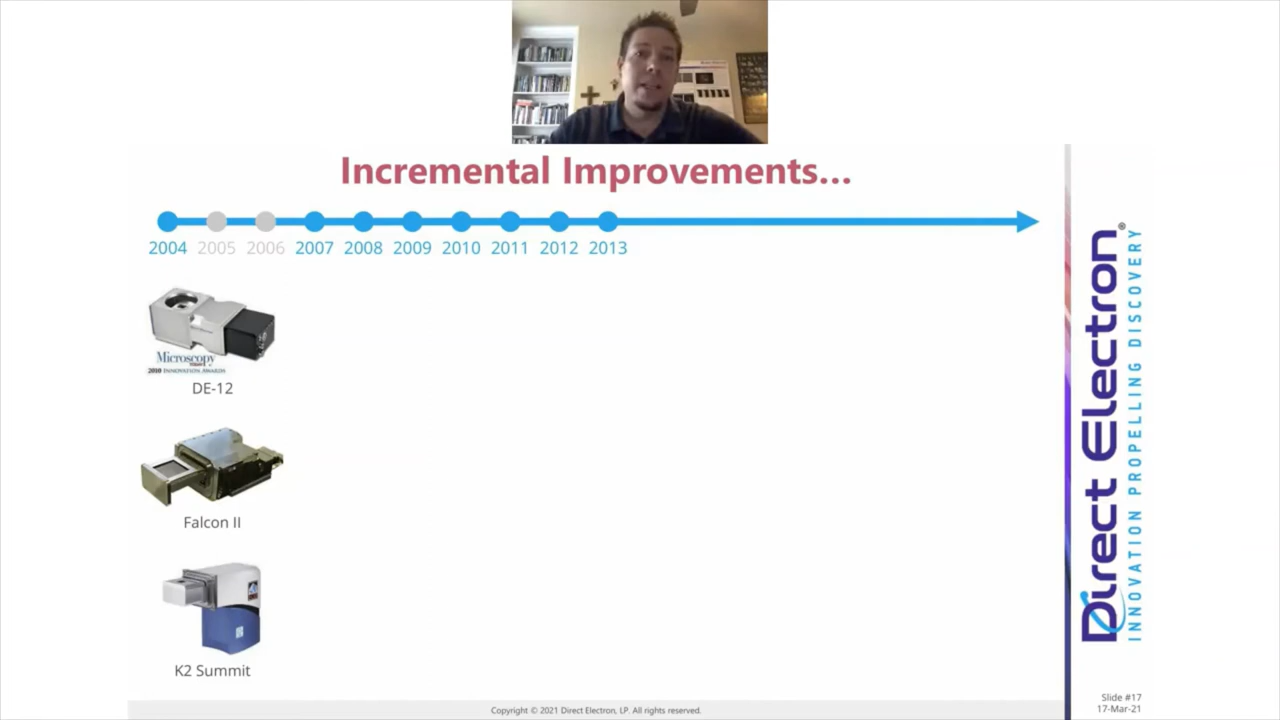 Incremental Improvements...
2004 2005 2006 2007 2008 2009 2010 2011 2012 2013
Microscopy
TODAY
2010 INNOVATION AWARDS
DE-12
Falcon II
K2 Summit
Direct Electron®
INNOVATION PROPELLING DISCOVERY
Copyright © 2021 Direct Electron, LP. All rights reserved.
Slide #17
17-Mar-21